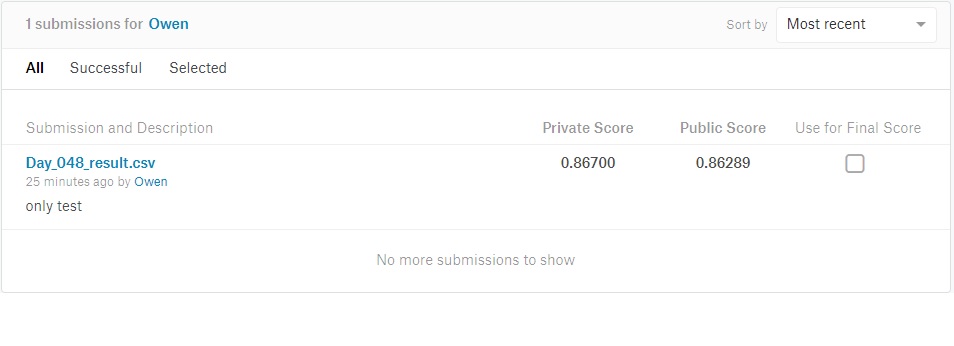 1 submissions for Owen
Sort by Most recent
All Successful Selected
Submission and Description Private Score Public Score Use for Final Score
Day_048_result.csv 0.86700 0.86289
25 minutes ago by Owen
only test
No more submissions to show